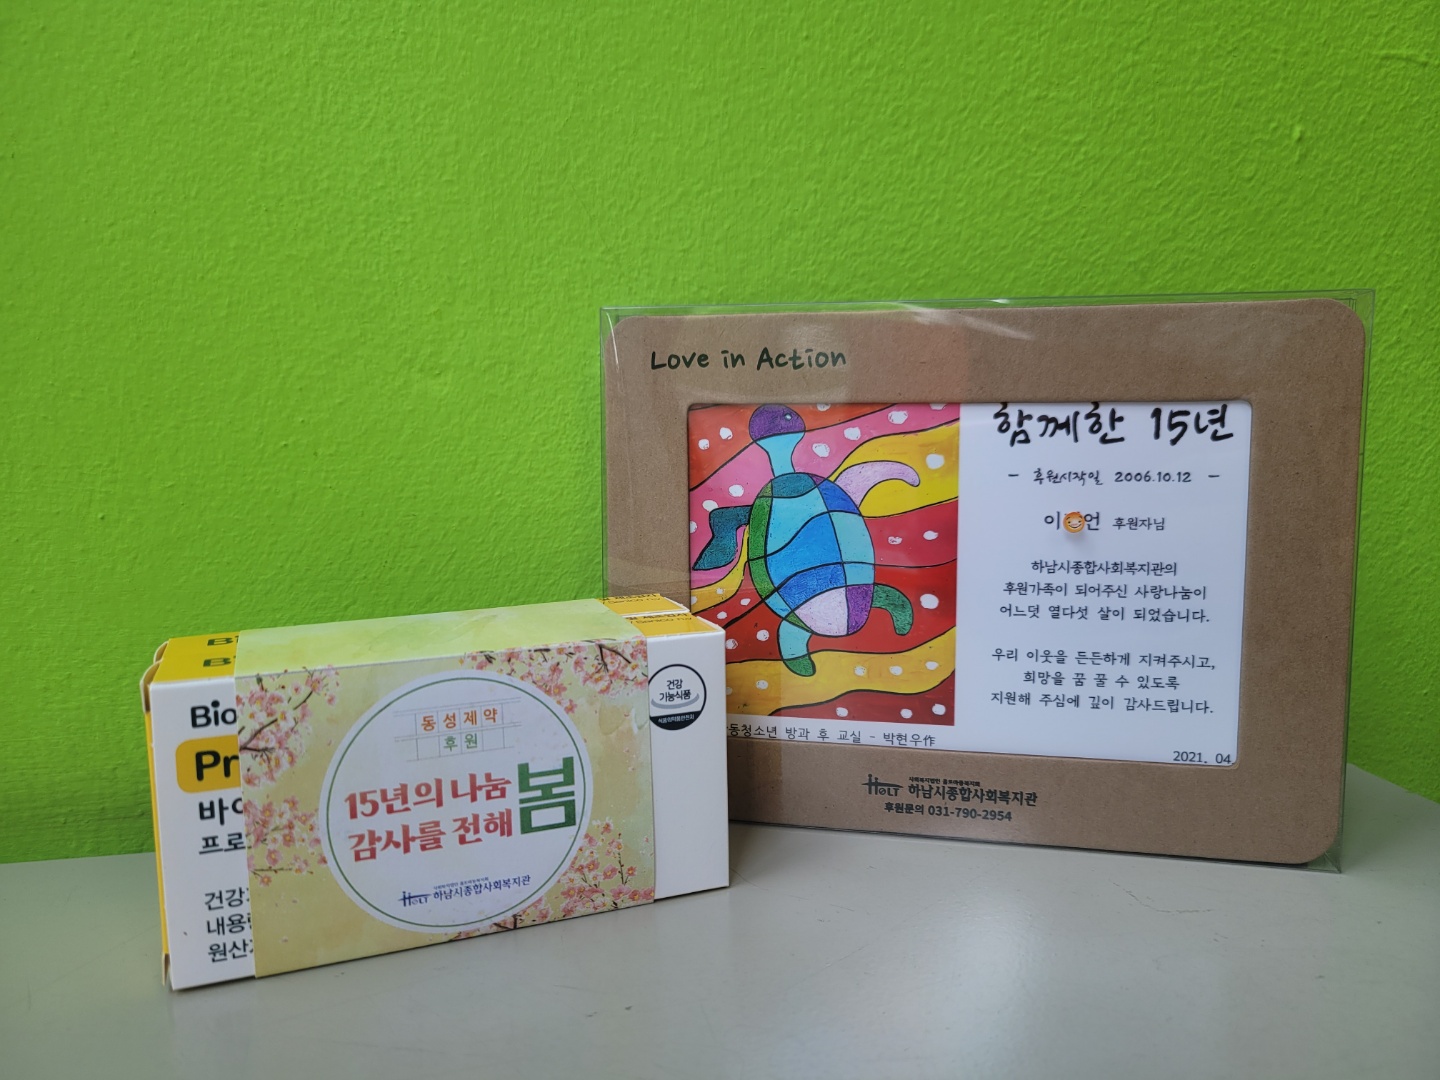 Love in Action
함께한 15년
- 후원시작일 2006.10.12 -
이 언 후원자님
하남시종합사회복지관의
후원가족이 되어주신 사랑나눔이
어느덧 열다섯 살이 되었습니다.
우리 이웃을 든든하게 지켜주시고,
희망을 꿈 꿀 수 있도록
지원해 주심에 깊이 감사드립니다.
2021. 04
동청소년 방과 후 교실 - 박현우作
HOLT 하남시종합사회복지관
후원문의 031-790-2954
Bio
Pr
바이
프로
건강
내용량
원산
건강
기능식품
동성제약
후원
15년의 나눔
감사를 전해 봄
HOLT 하남시종합사회복지관